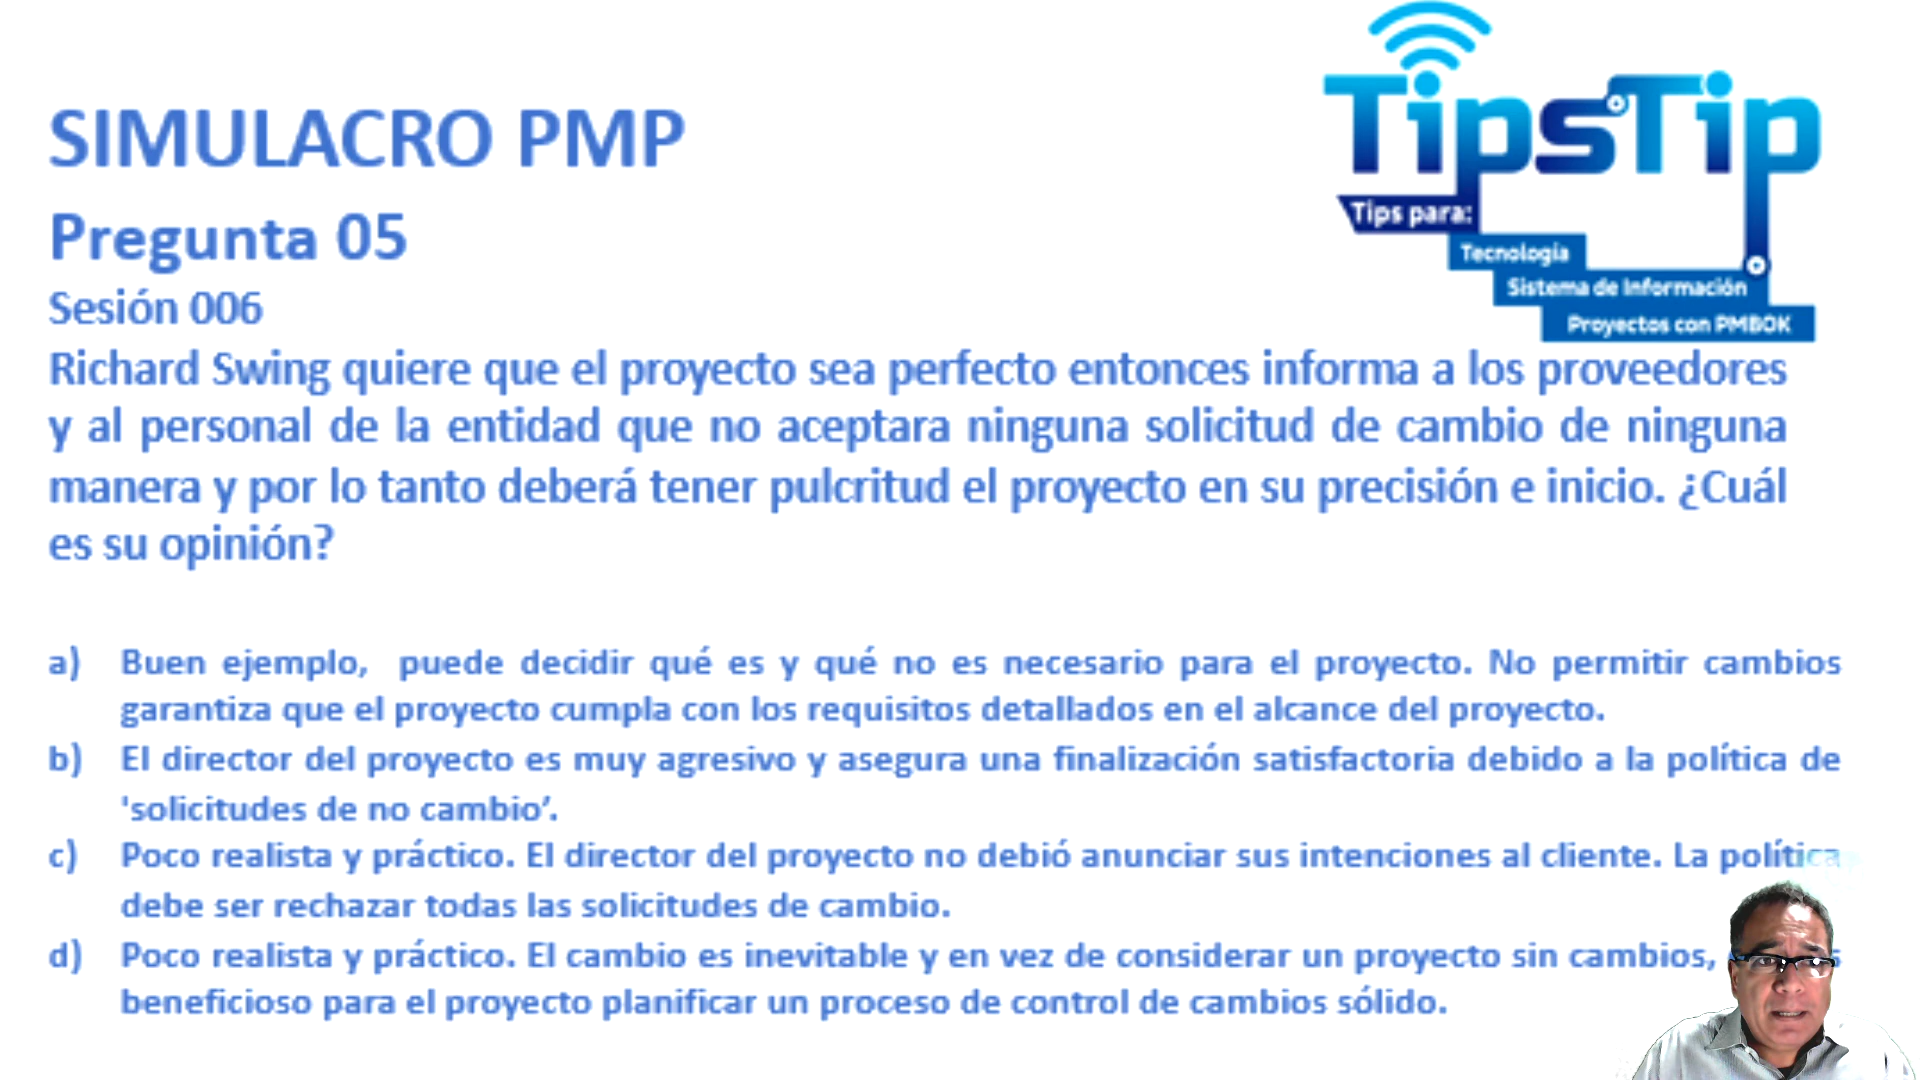 TipsTip
Tips para:
Tecnología
Sistema de Información
Proyectos con PMBOK
SIMULACRO PMP
Pregunta 05
Sesión 006
Richard Swing quiere que el proyecto sea perfecto entonces informa a los proveedores
y al personal de la entidad que no aceptara ninguna solicitud de cambio de ninguna
manera y por lo tanto deberá tener pulcritud el proyecto en su precisión e inicio. ¿Cuál
es su opinión?
a) Buen ejemplo, puede decidir qué es y qué no es necesario para el proyecto. No permitir cambios
garantiza que el proyecto cumpla con los requisitos detallados en el alcance del proyecto.
b) El director del proyecto es muy agresivo y asegura una finalización satisfactoria debido a la política de
'solicitudes de no cambio’.
c) Poco realista y práctico. El director del proyecto no debió anunciar sus intenciones al cliente. La política
debe ser rechazar todas las solicitudes de cambio.
d) Poco realista y práctico. El cambio es inevitable y en vez de considerar un proyecto sin cambios,
beneficioso para el proyecto planificar un proceso de control de cambios sólido.